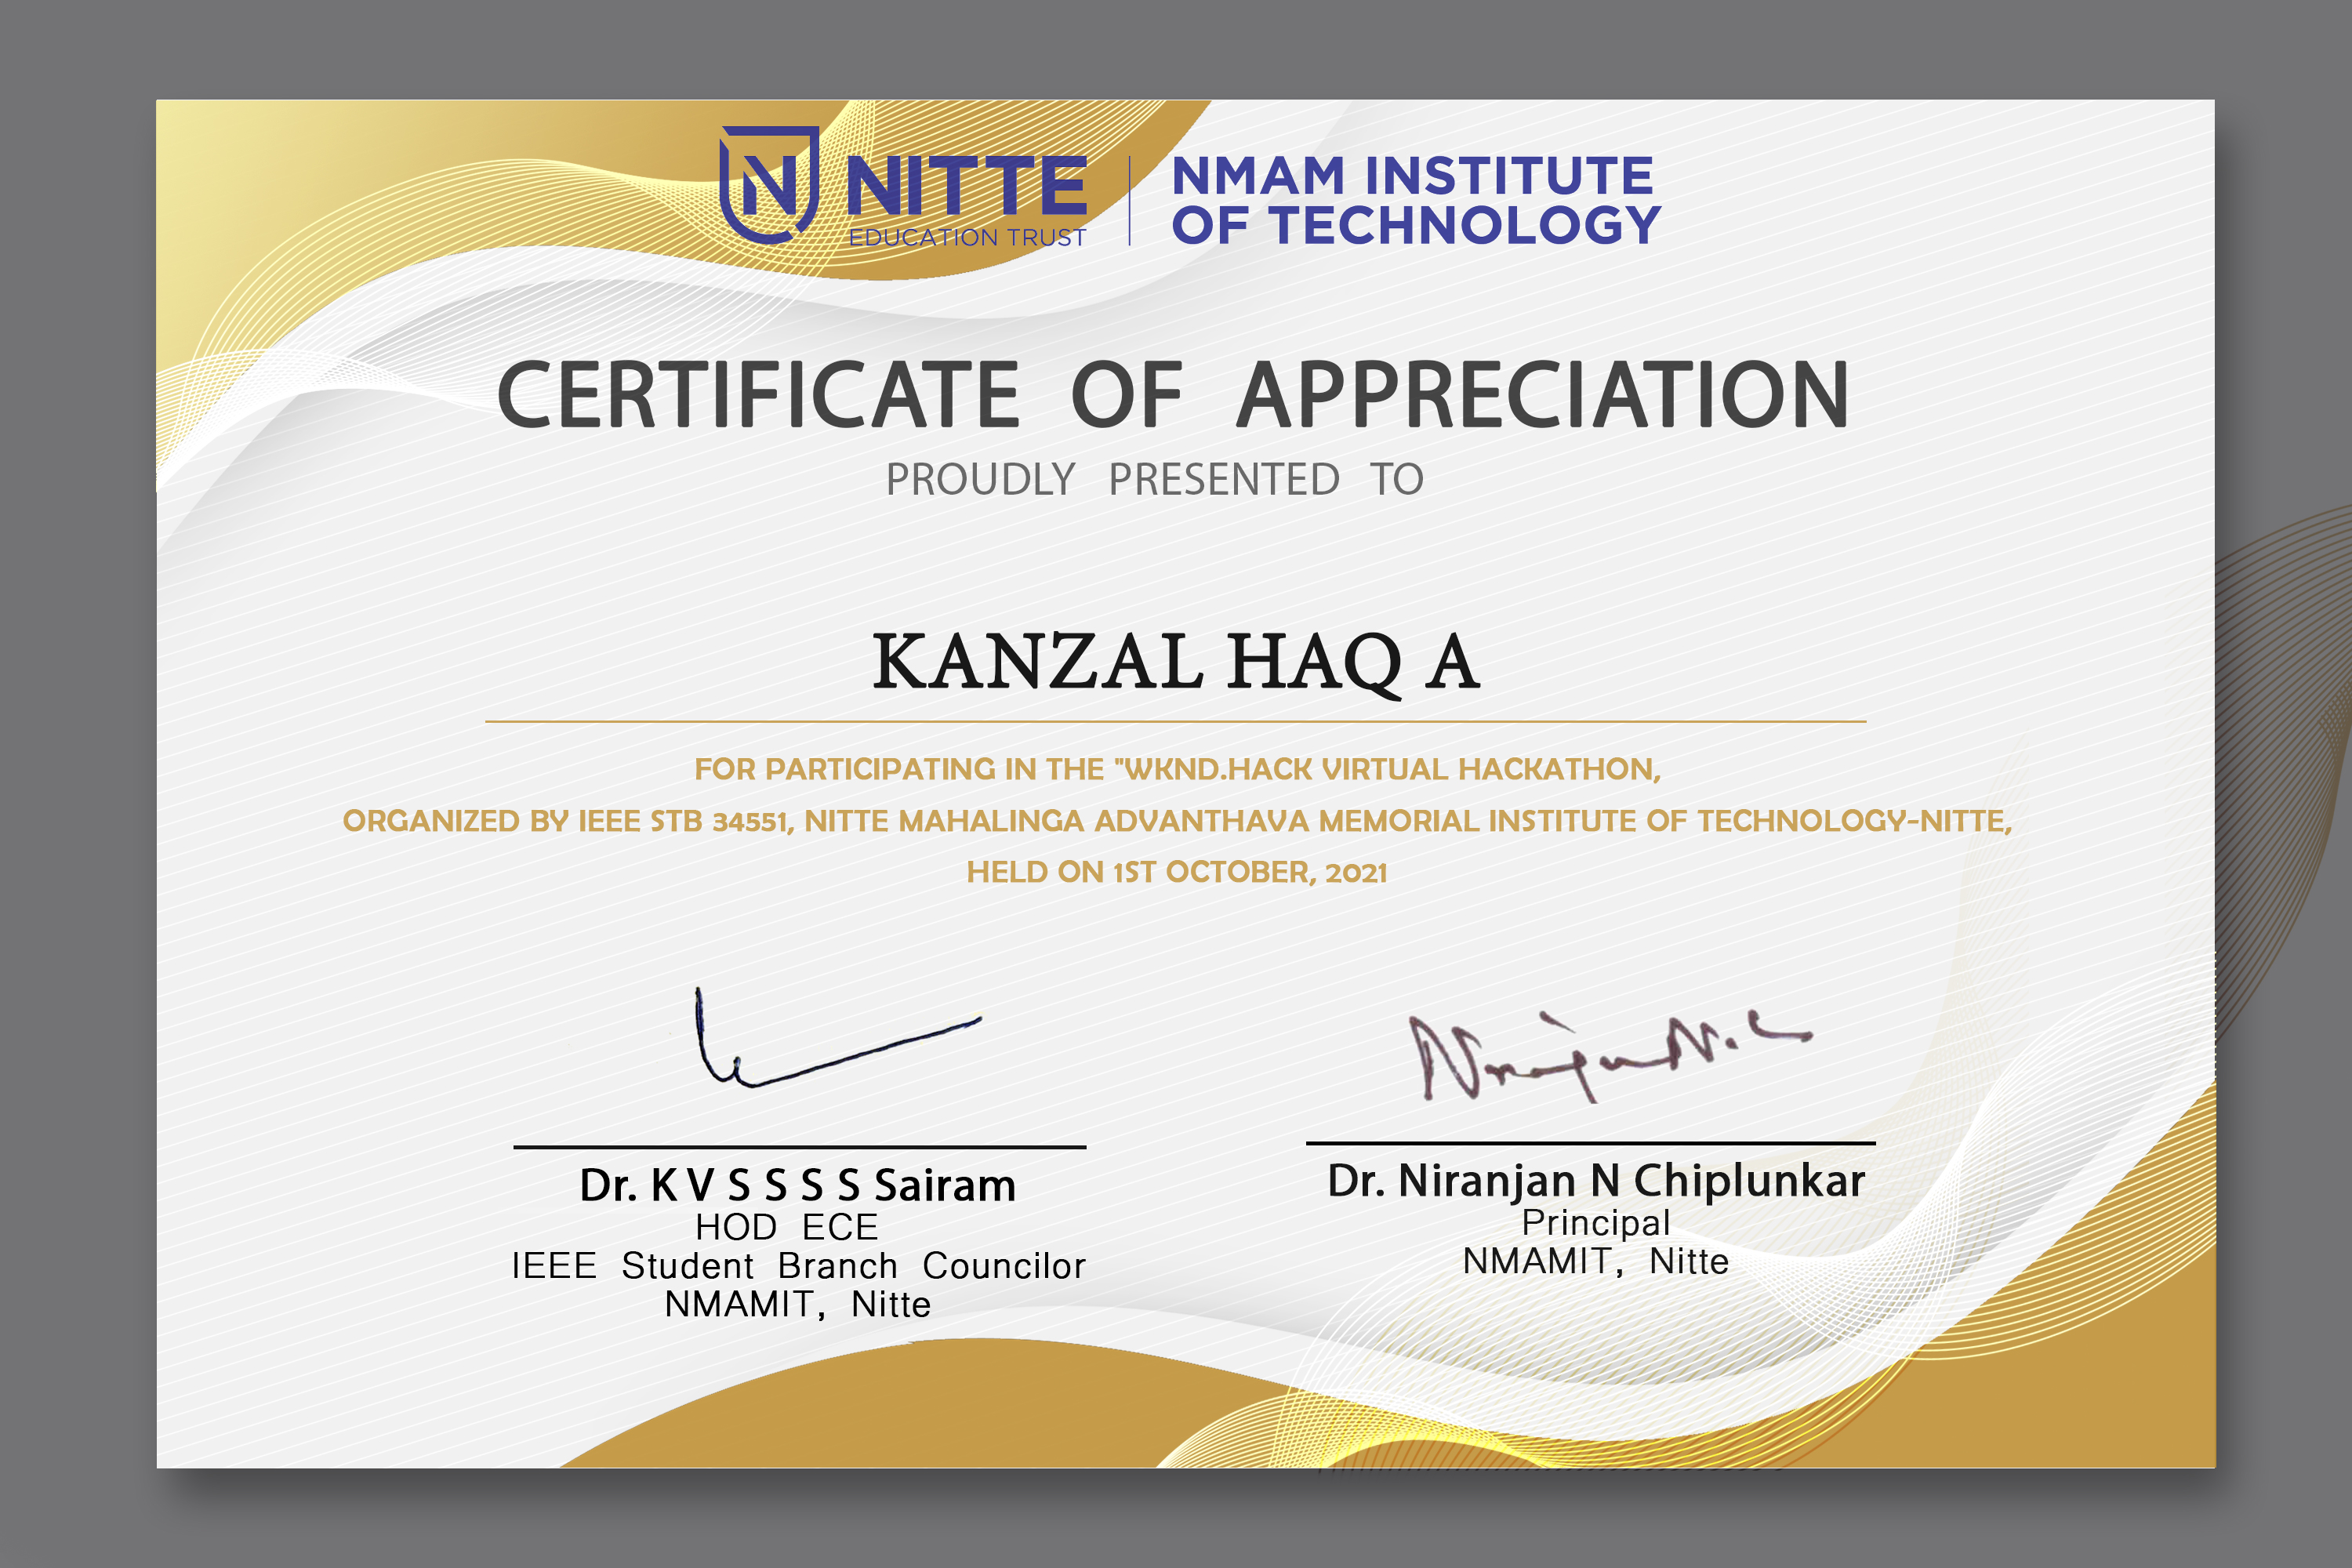 NITTE
EDUCATION TRUST
NMAM INSTITUTE
OF TECHNOLOGY
CERTIFICATE OF APPRECIATION
PROUDLY PRESENTED TO
KANZAL HAQ A
FOR PARTICIPATING IN THE "WKND.HACK VIRTUAL HACKATHON,
ORGANIZED BY IEEE STB 34551, NITTE MAHALINGA ADVANTHAVA MEMORIAL INSTITUTE OF TECHNOLOGY-NITTE,
HELD ON 1ST OCTOBER, 2021
Dr. K V S S S S Sairam
HOD ECE
IEEE Student Branch Councilor
NMAMIT, Nitte
Dr. Niranjan N Chiplunkar
Principal
NMAMIT, Nitte